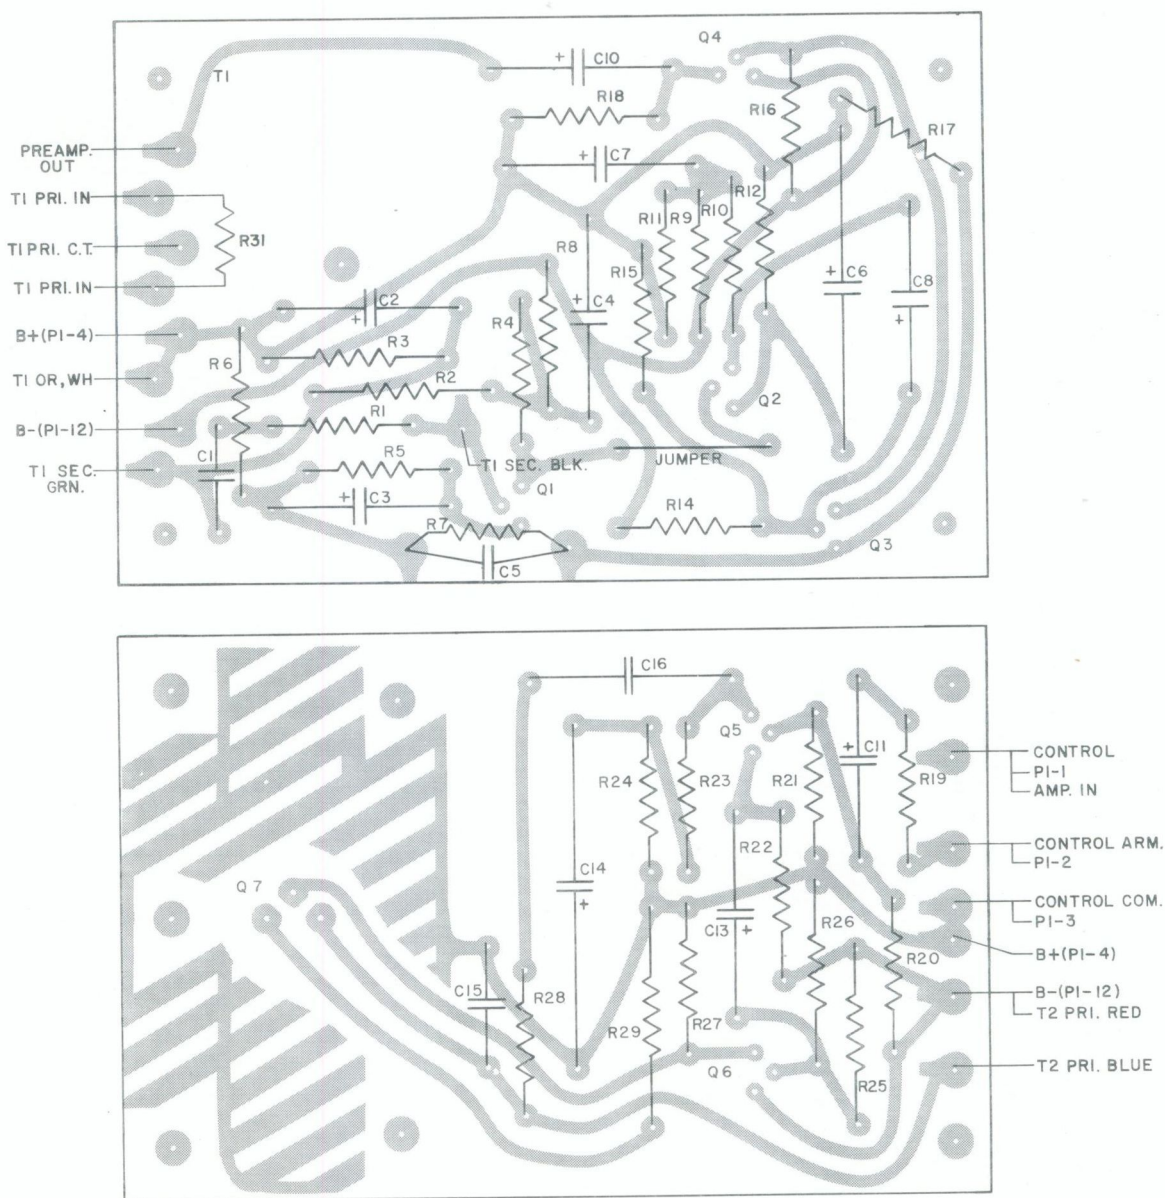 Q4
+ C10
T1
R18
R16
R17
PREAMP.
OUT
+ C7
T1 PRI. IN
R12
R11 R9 R10
R31
T1 PRI. C.T.
R8
R15
+ C6
C8
+
T1 PRI. IN
C2
+
+ C4
R4
B+(P1-4)
R3
R6
T1 OR, WH
R2
Q2
R1
B-(P1-12)
T1 SEC. BLK.
JUMPER
C1
R5
T1 SEC.
GRN.
Q1
+ C3
R14
R7
Q3
C5
C16
Q5
+ C11
CONTROL
P1-1
AMP. IN
R24
R23
R21
R19
R22
CONTROL ARM.
P1-2
C14
+
Q7
CONTROL COM.
P1-3
C13 +
R26
R20
B+(P1-4)
C15
R28
B-(P1-12)
T2 PRI. RED
R29
R27
Q6
T2 PRI. BLUE
R25